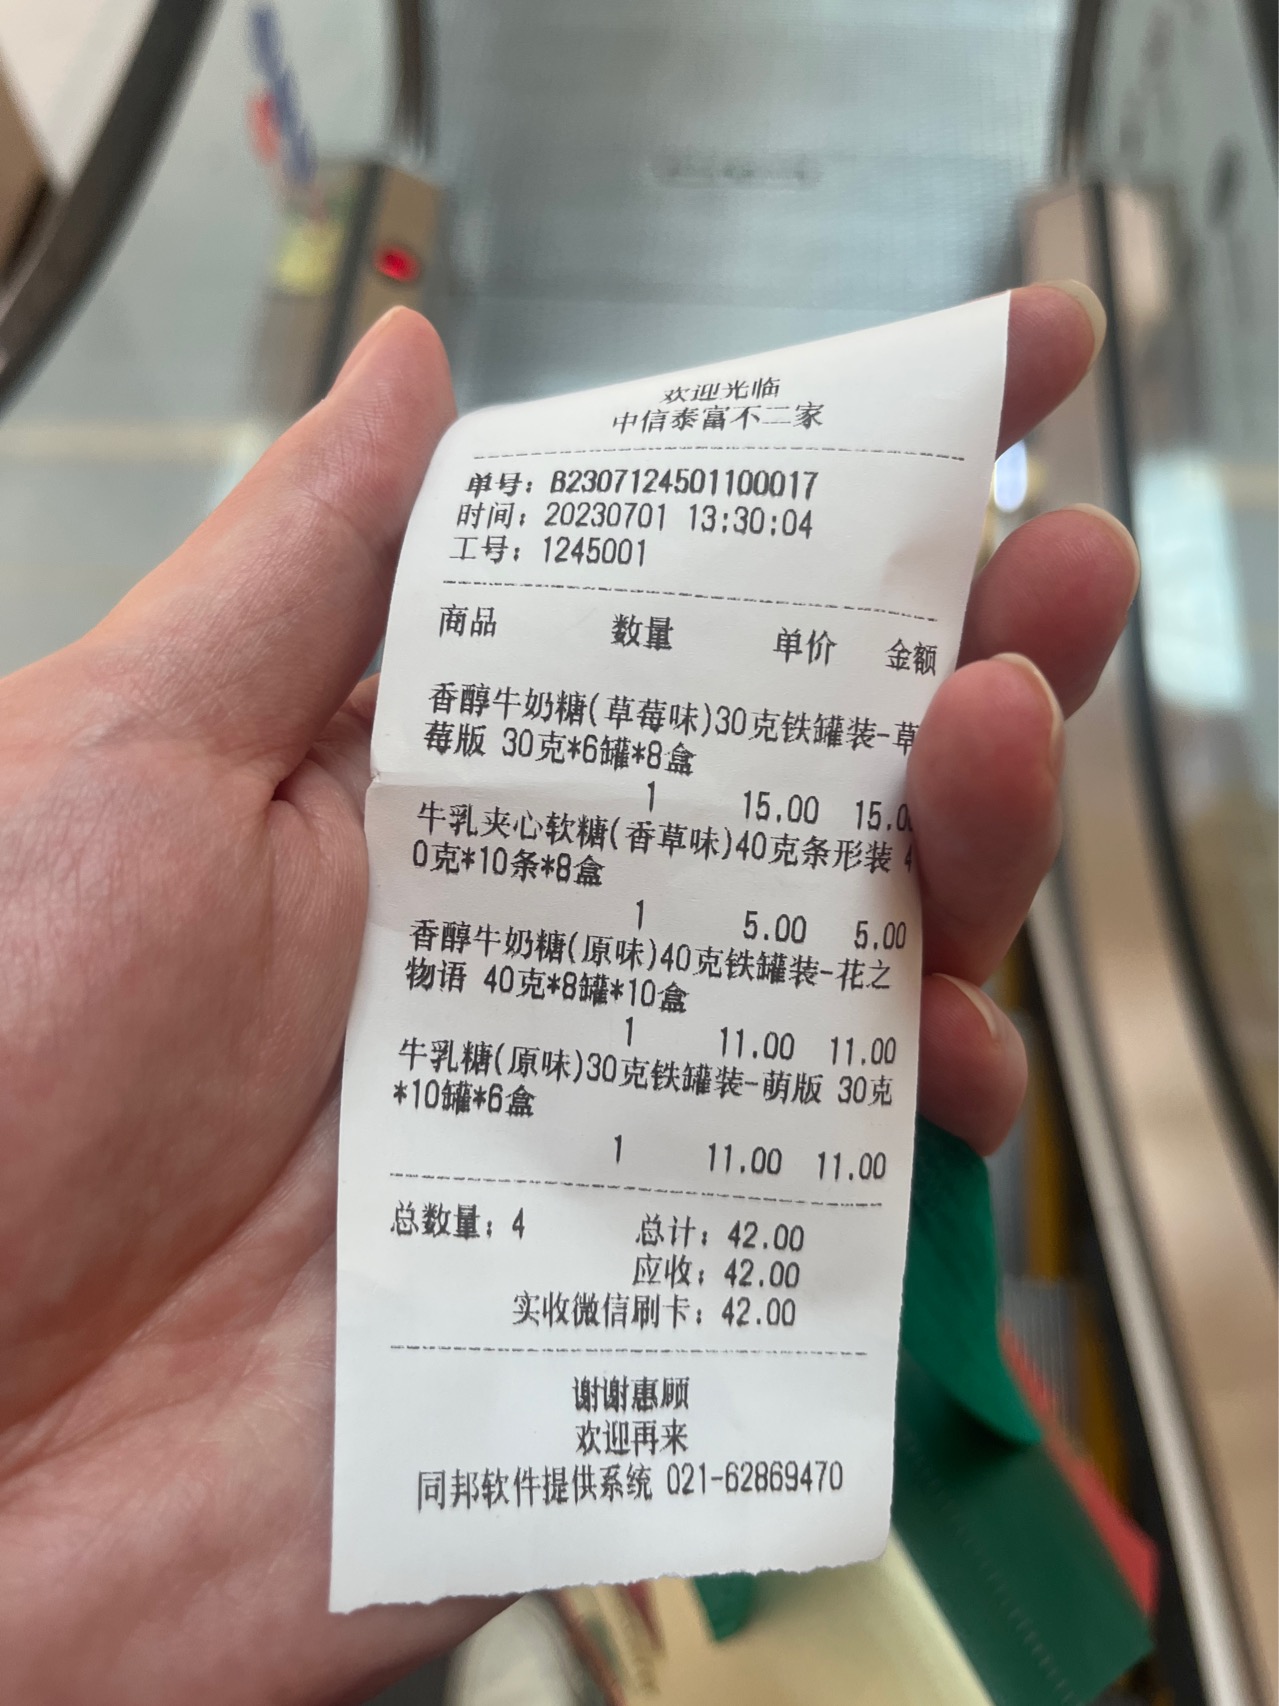 欢迎光临
中信泰富不二家
单号：B2307124501100017
时间：20230701 13:30:04
工号：1245001
商品 数量 单价 金额
香醇牛奶糖(草莓味)30克铁罐装-草
莓版 30克*6罐*8盒
1 15.00 15.0
牛乳夹心软糖(香草味)40克条形装 4
0克*10条*8盒
1 5.00 5.00
香醇牛奶糖(原味)40克铁罐装-花之
物语 40克*8罐*10盒
1 11.00 11.00
牛乳糖(原味)30克铁罐装-萌版 30克
*10罐*6盒
1 11.00 11.00
总数量：4 总计：42.00
应收：42.00
实收微信刷卡：42.00
谢谢惠顾
欢迎再来
同邦软件提供系统 021-62869470